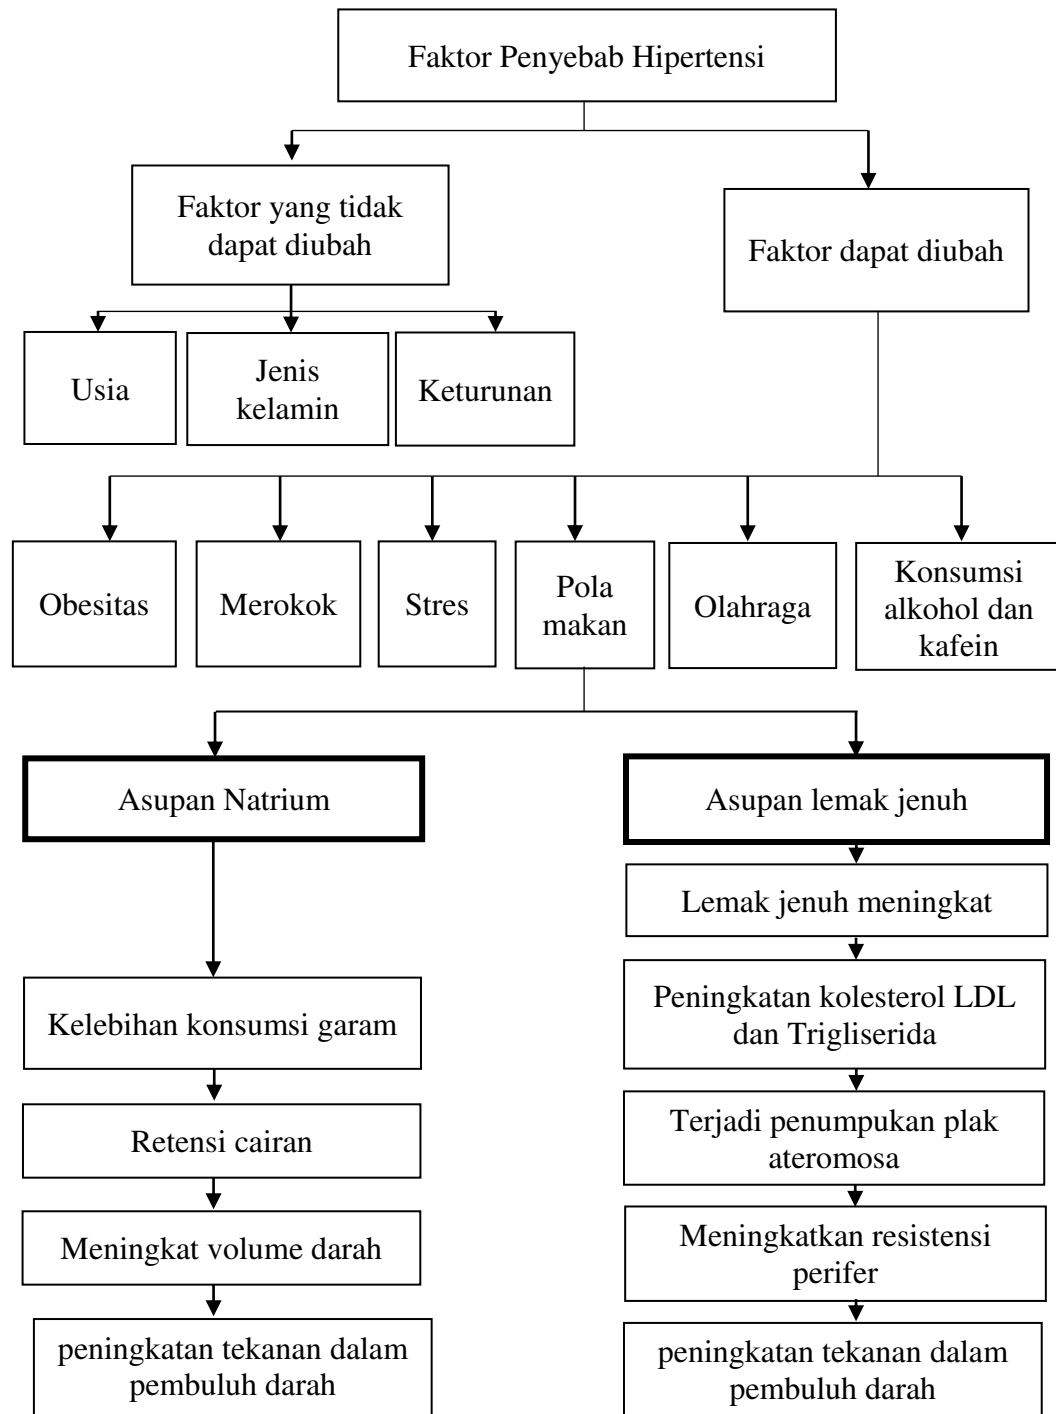 Faktor Penyebab Hipertensi
Faktor yang tidak
dapat diubah
Faktor dapat diubah
Usia
Jenis
kelamin
Keturunan
Obesitas
Merokok
Stres
Pola
makan
Olahraga
Konsumsi
alkohol dan
kafein
Asupan Natrium
Kelebihan konsumsi garam
Retensi cairan
Meningkat volume darah
peningkatan tekanan dalam
pembuluh darah
Asupan lemak jenuh
Lemak jenuh meningkat
Peningkatan kolesterol LDL
dan Trigliserida
Terjadi penumpukan plak
ateromosa
Meningkatkan resistensi
perifer
peningkatan tekanan dalam
pembuluh darah